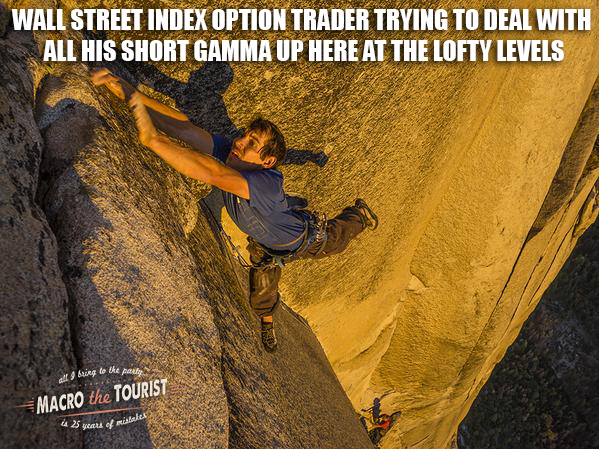 WALL STREET INDEX OPTION TRADER TRYING TO DEAL WITH
ALL HIS SHORT GAMMA UP HERE AT THE LOFTY LEVELS
all I bring to the party
MACRO the TOURIST
is 25 years of mistakes